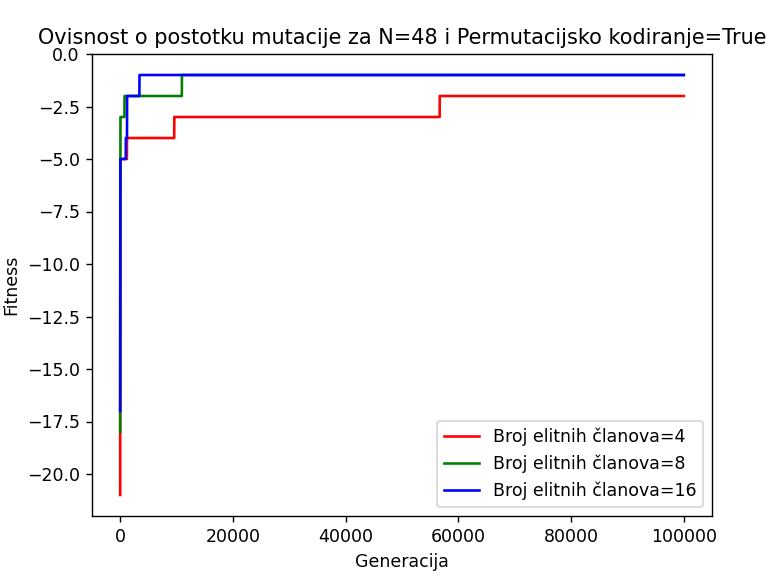 Ovisnost o postotku mutacije za N=48 i Permutacijsko kodiranje=True
0.0
−2.5
−5.0
−7.5
−10.0
−12.5
−15.0
−17.5
−20.0
Fitness
Broj elitnih članova=4
Broj elitnih članova=8
Broj elitnih članova=16
0 20000 40000 60000 80000 100000
Generacija